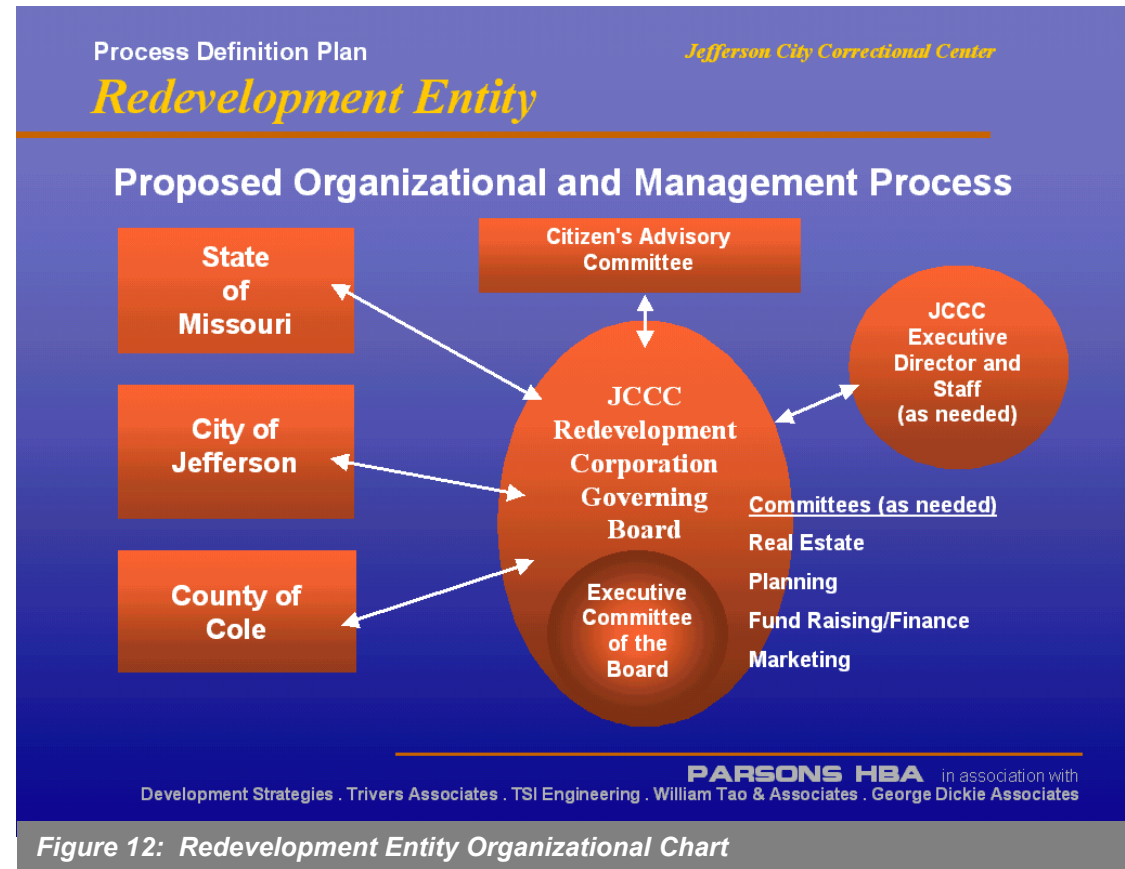 Process Definition Plan
Jefferson City Correctional Center
Redevelopment Entity
Proposed Organizational and Management Process
State
of
Missouri
City of
Jefferson
County of
Cole
Citizen's Advisory
Committee
JCCC
Redevelopment
Corporation
Governing
Board
Executive
Committee
of the
Board
JCCC
Executive
Director and
Staff
(as needed)
Committees (as needed)
Real Estate
Planning
Fund Raising/Finance
Marketing
PARSONS HBA in association with
Development Strategies . Trivers Associates . TSI Engineering . William Tao & Associates . George Dickie Associates
Figure 12: Redevelopment Entity Organizational Chart